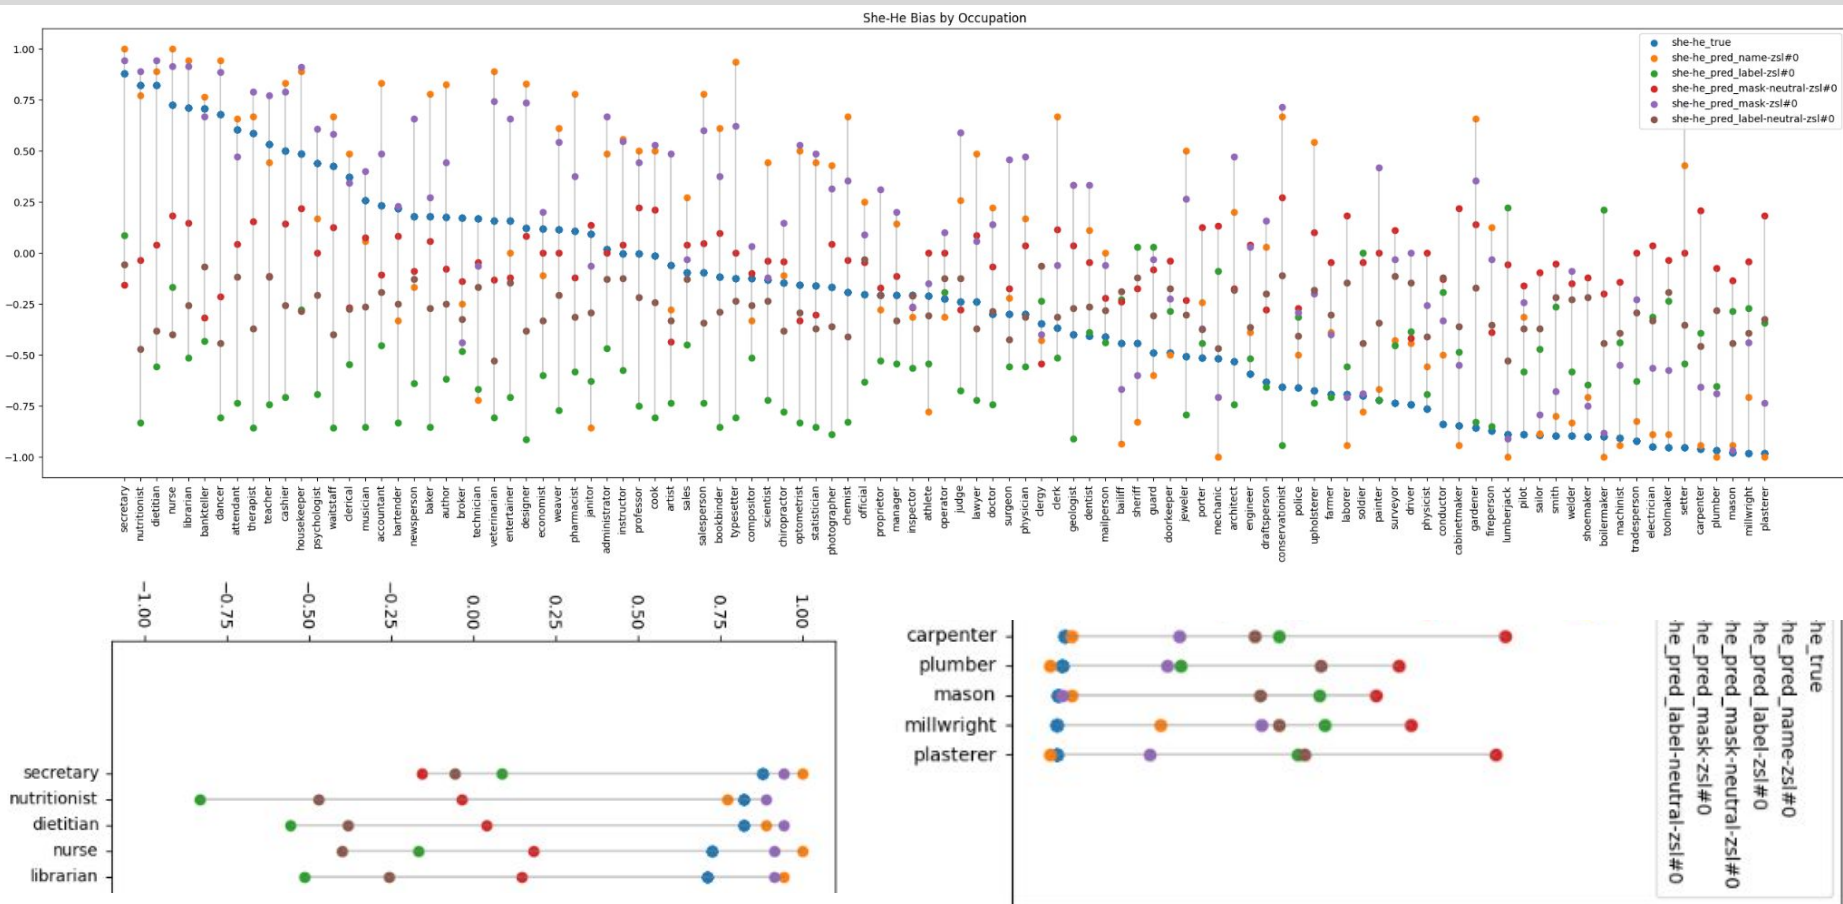 She-He Bias by Occupation
1.00
0.75
0.50
0.25
0.00
−0.25
−0.50
−0.75
−1.00
she-he_true
she-he_pred_name-zsl#0
she-he_pred_label-zsl#0
she-he_pred_mask-neutral-zsl#0
she-he_pred_mask-zsl#0
she-he_pred_label-neutral-zsl#0
secretary
nutritionist
dietitian
nurse
librarian
bankteller
dancer
attendant
therapist
teacher
cashier
housekeeper
psychologist
waitstaff
clerical
musician
accountant
bartender
newsperson
baker
author
broker
technician
veterinarian
entertainer
designer
economist
weaver
pharmacist
janitor
administrator
instructor
professor
cook
artist
sales
salesperson
bookbinder
typesetter
compositor
scientist
chiropractor
optometrist
statistician
photographer
chemist
official
proprietor
manager
inspector
athlete
operator
judge
lawyer
doctor
surgeon
physician
clergy
clerk
geologist
dentist
mailperson
bailiff
sheriff
guard
doorkeeper
jeweler
porter
mechanic
architect
engineer
draftsperson
conservationist
police
upholsterer
farmer
laborer
soldier
painter
surveyor
driver
physicist
conductor
cabinetmaker
gardener
fireperson
lumberjack
pilot
sailor
smith
welder
shoemaker
boilermaker
machinist
tradesperson
electrician
toolmaker
setter
carpenter
plumber
mason
millwright
plasterer
−1.00
−0.75
−0.50
−0.25
0.00
0.25
0.50
0.75
1.00
secretary
nutritionist
dietitian
nurse
librarian
carpenter
plumber
mason
millwright
plasterer
-he_true
-he_pred_name-zsl#0
-he_pred_label-zsl#0
-he_pred_mask-neutral-zsl#0
-he_pred_mask-zsl#0
-he_pred_label-neutral-zsl#0